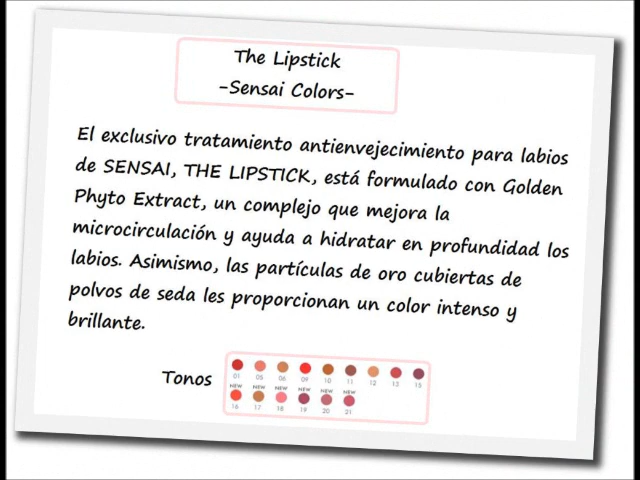 The Lipstick
-Sensai Colors-
El exclusivo tratamiento antienvejecimiento para labios
de SENSAI, THE LIPSTICK, está formulado con Golden
Phyto Extract, un complejo que mejora la
microcirculación y ayuda a hidratar en profundidad los
labios. Asimismo, las partículas de oro cubiertas de
polvos de seda les proporcionan un color intenso y
brillante.
Tonos
01 05 06 09 10 11 12 13 15
NEW NEW NEW NEW NEW NEW
16 17 18 19 20 21